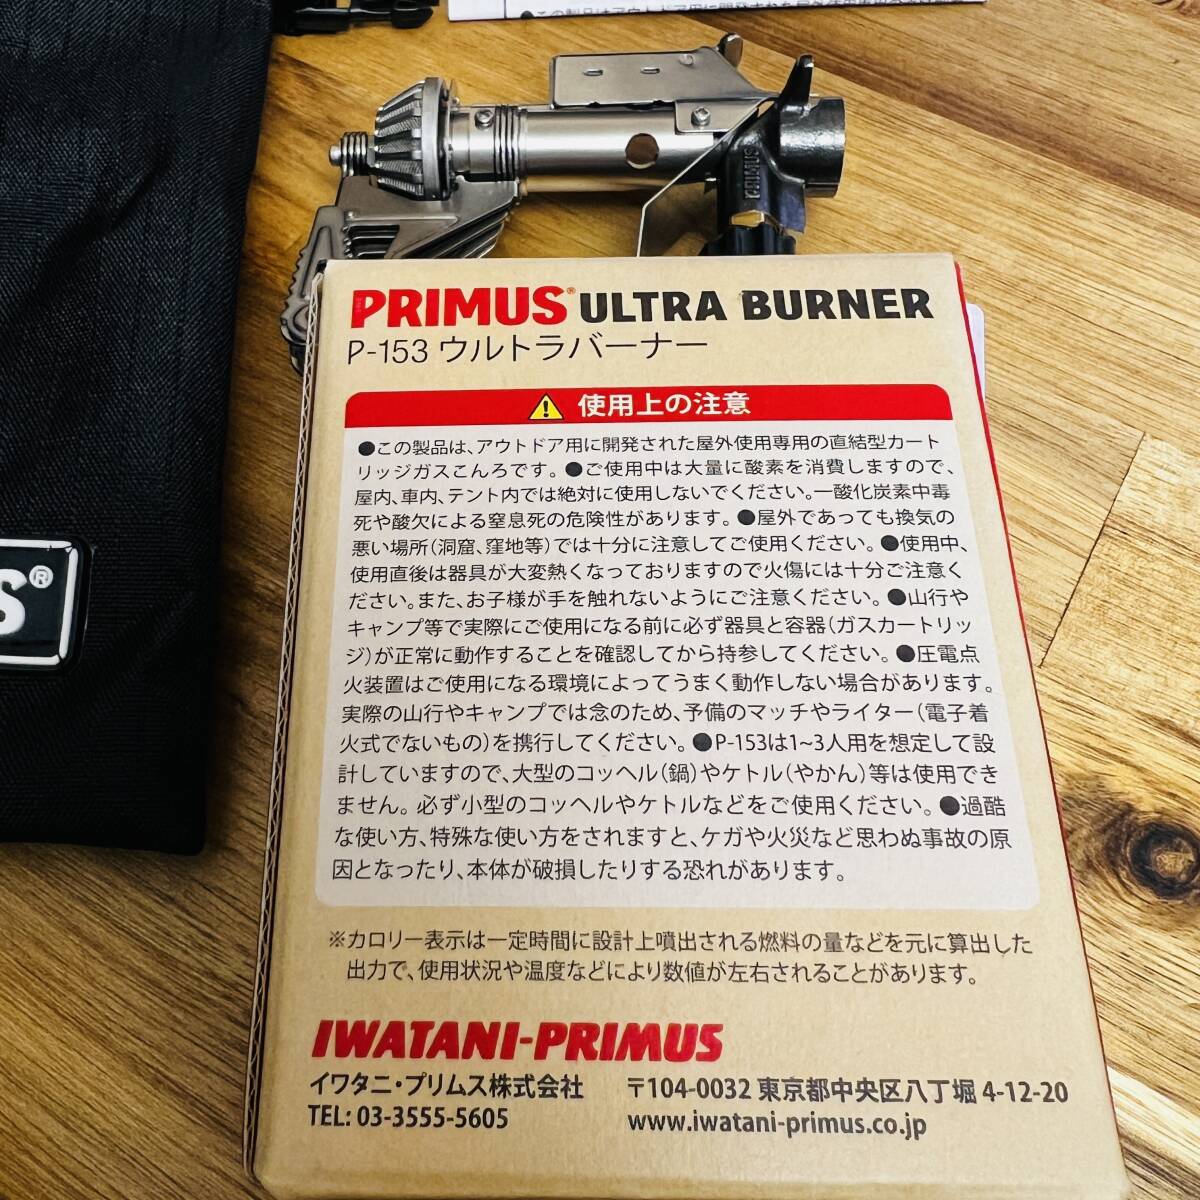 この製品はアウトドア用に開発された屋外使用専用
PRIMUS
S®
PRIMUS® ULTRA BURNER
P-153 ウルトラバーナー
使用上の注意
●この製品は、アウトドア用に開発された屋外使用専用の直結型カート
リッジガスこんろです。●ご使用中は大量に酸素を消費しますので、
屋内、車内、テント内では絶対に使用しないでください。一酸化炭素中毒
死や酸欠による窒息死の危険性があります。●屋外であっても換気の
悪い場所(洞窟、窪地等)では十分に注意してご使用ください。●使用中、
使用直後は器具が大変熱くなっておりますので火傷には十分ご注意く
ださい。また、お子様が手を触れないようにご注意ください。●山行や
キャンプ等で実際にご使用になる前に必ず器具と容器(ガスカートリッ
ジ)が正常に動作することを確認してから持参してください。●圧電点
火装置はご使用になる環境によってうまく動作しない場合があります。
実際の山行やキャンプでは念のため、予備のマッチやライター(電子着
火式でないもの)を携行してください。●P-153は1~3人用を想定して設
計していますので、大型のコッヘル(鍋)やケトル(やかん)等は使用でき
ません。必ず小型のコッヘルやケトルなどをご使用ください。●過酷
な使い方、特殊な使い方をされますと、ケガや火災など思わぬ事故の原
因となったり、本体が破損したりする恐れがあります。
※カロリー表示は一定時間に設計上噴出される燃料の量などを元に算出した
出力で、使用状況や温度などにより数値が左右されることがあります。
IWATANI-PRIMUS
イワタニ・プリムス株式会社 〒104-0032 東京都中央区八丁堀 4-12-20
TEL: 03-3555-5605 www.iwatani-primus.co.jp